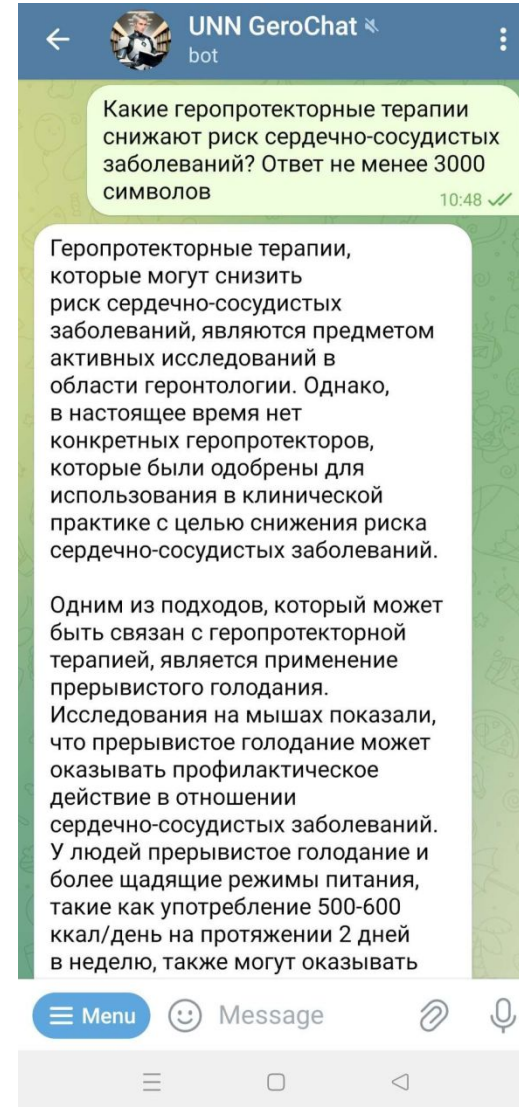 UNN GeroChat
bot
Какие геропротекторные терапии
снижают риск сердечно-сосудистых
заболеваний? Ответ не менее 3000
символов
10:48
Геропротекторные терапии,
которые могут снизить
риск сердечно-сосудистых
заболеваний, являются предметом
активных исследований в
области геронтологии. Однако,
в настоящее время нет
конкретных геропротекторов,
которые были одобрены для
использования в клинической
практике с целью снижения риска
сердечно-сосудистых заболеваний.
Одним из подходов, который может
быть связан с геропротекторной
терапией, является применение
прерывистого голодания.
Исследования на мышах показали,
что прерывистое голодание может
оказывать профилактическое
действие в отношении
сердечно-сосудистых заболеваний.
У людей прерывистое голодание и
более щадящие режимы питания,
такие как употребление 500-600
ккал/день на протяжении 2 дней
в неделю, также могут оказывать
Menu
Message